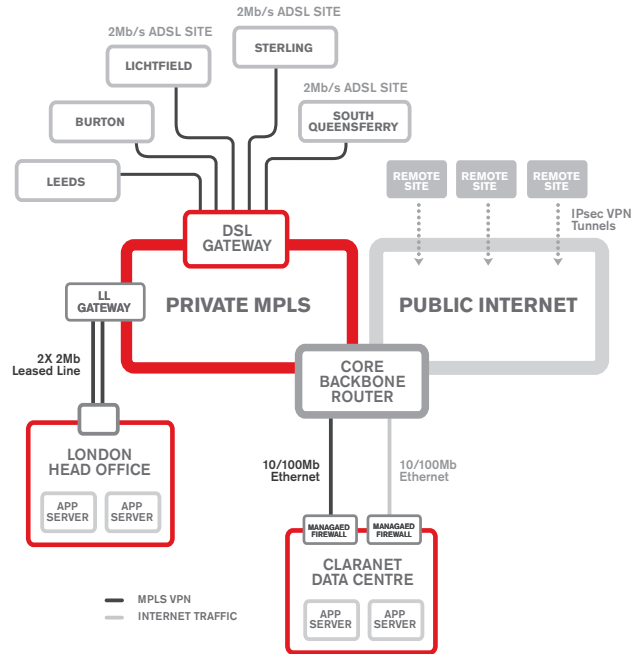 2Mb/s ADSL SITE
STERLING
2Mb/s ADSL SITE
LICHTFIELD
2Mb/s ADSL SITE
SOUTH
QUEENSFERRY
BURTON
LEEDS
REMOTE
SITE
REMOTE
SITE
REMOTE
SITE
IPsec VPN
Tunnels
DSL
GATEWAY
LL
GATEWAY
PRIVATE MPLS
PUBLIC INTERNET
2X 2Mb
Leased Line
CORE
BACKBONE
ROUTER
LONDON
HEAD OFFICE
APP
SERVER
APP
SERVER
10/100Mb
Ethernet
10/100Mb
Ethernet
MANAGAED
FIREWALL
MANAGAED
FIREWALL
CLARANET
DATA CENTRE
APP
SERVER
APP
SERVER
MPLS VPN
INTERNET TRAFFIC